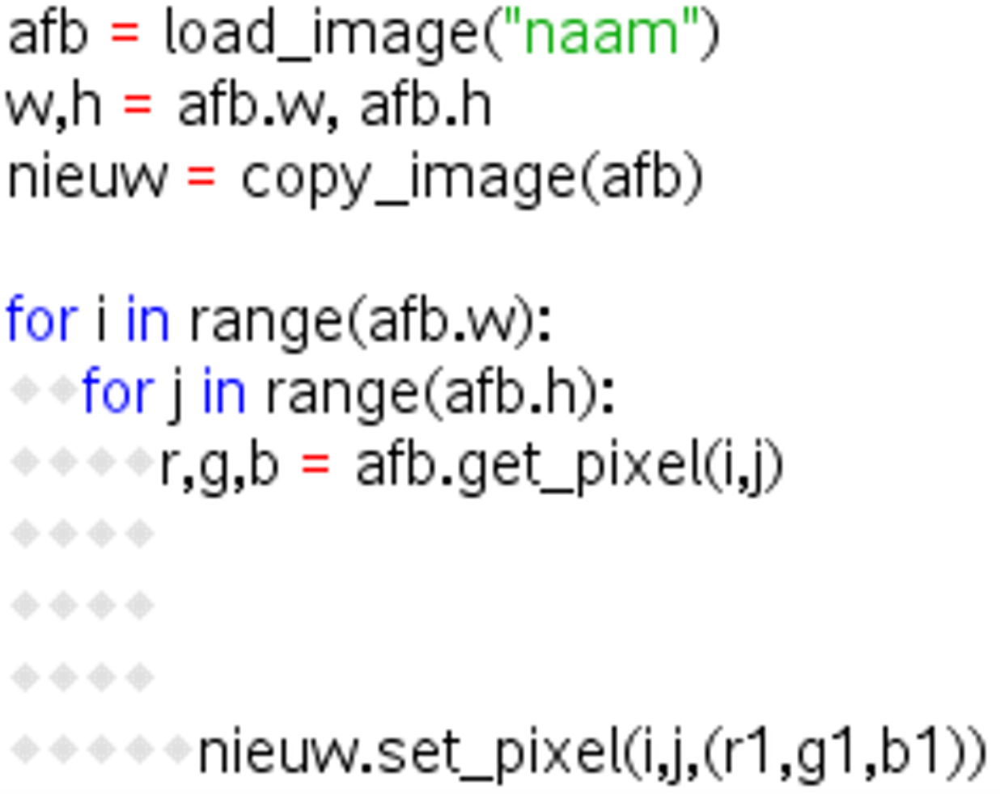 afb = load_image("naam")
w,h = afb.w, afb.h
nieuw = copy_image(afb)
for i in range(afb.w):
◆◆for j in range(afb.h):
◆◆◆◆r,g,b = afb.get_pixel(i,j)
◆◆◆◆
◆◆◆◆
◆◆◆◆
◆◆◆◆◆nieuw.set_pixel(i,j,(r1,g1,b1))